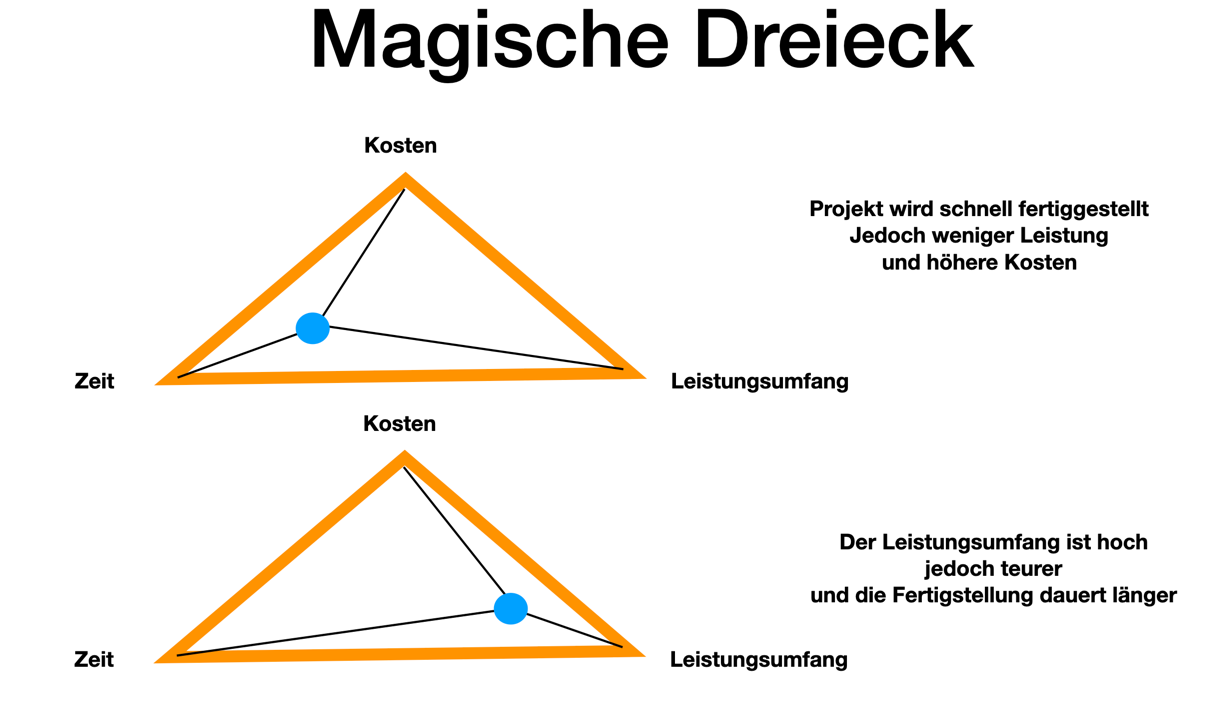 Magische Dreieck
Kosten
Projekt wird schnell fertiggestellt
Jedoch weniger Leistung
und höhere Kosten
Zeit
Leistungsumfang
Kosten
Der Leistungsumfang ist hoch
jedoch teurer
und die Fertigstellung dauert länger
Zeit
Leistungsumfang